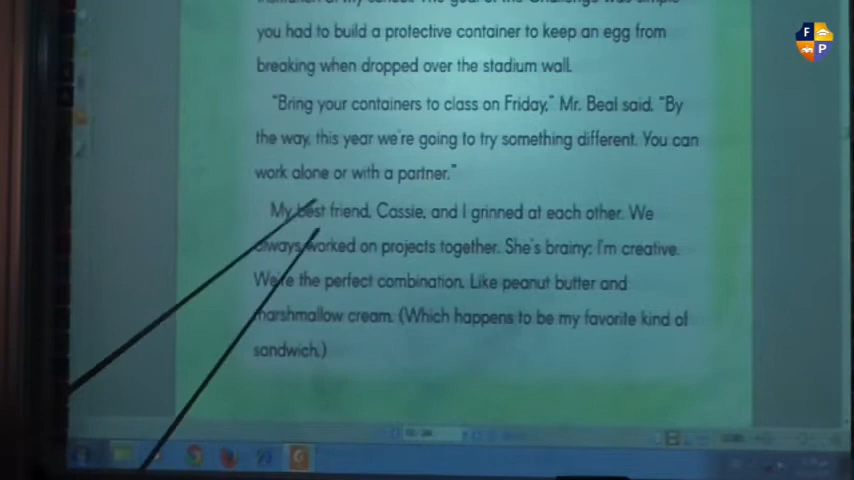 you had to build a protective container to keep an egg from
breaking when dropped over the stadium wall.
"Bring your containers to class on Friday," Mr. Beal said. "By
the way, this year we're going to try something different. You can
work alone or with a partner."
My best friend, Cassie, and I grinned at each other. We
always worked on projects together. She's brainy; I'm creative.
We're the perfect combination. Like peanut butter and
marshmallow cream. (Which happens to be my favorite kind of
sandwich.)
F
P